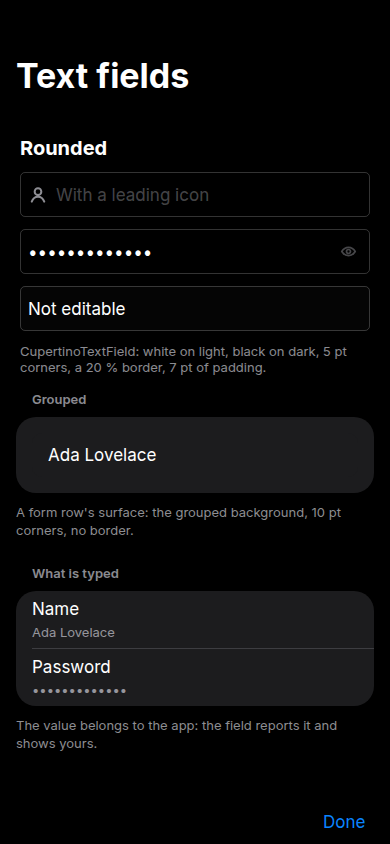 Text fields
Rounded
With a leading icon
•••••••••••••
Not editable
CupertinoTextField: white on light, black on dark, 5 pt
corners, a 20 % border, 7 pt of padding.
Grouped
Ada Lovelace
A form row's surface: the grouped background, 10 pt
corners, no border.
What is typed
Name
Ada Lovelace
Password
•••••••••••••
The value belongs to the app: the field reports it and
shows yours.
Done